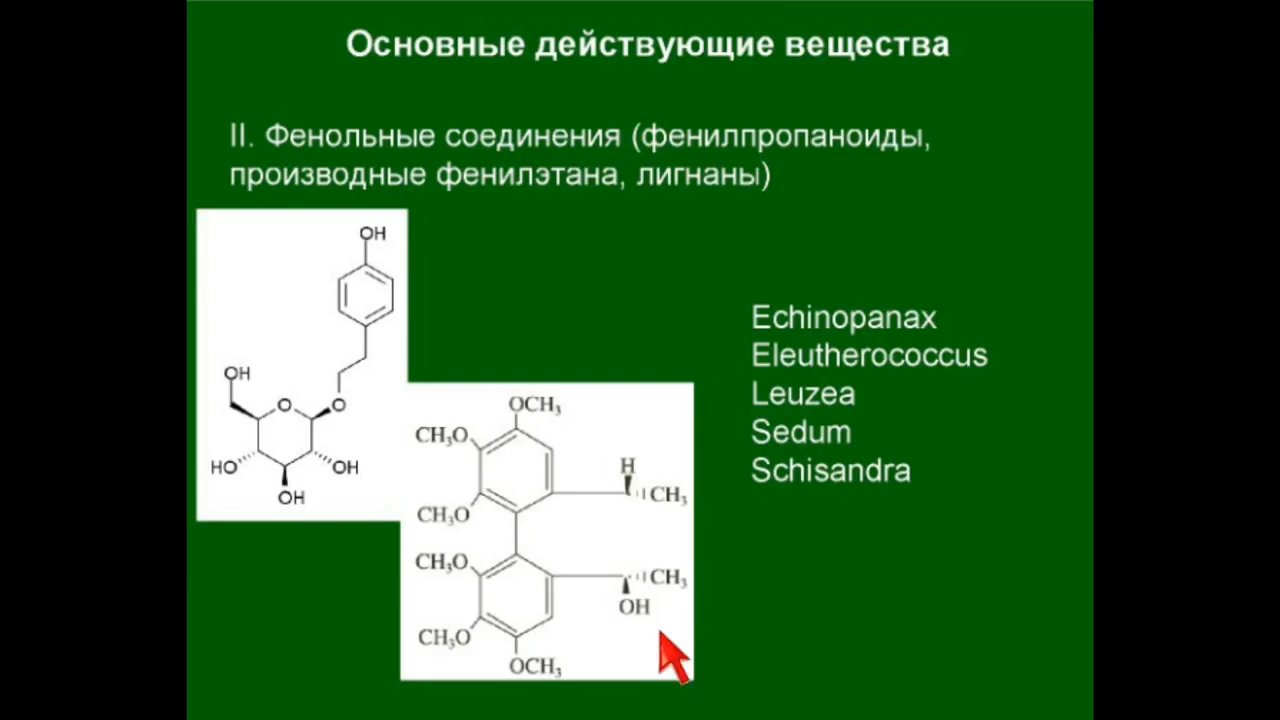 Основные действующие вещества
II. Фенольные соединения (фенилпропаноиды,
производные фенилэтана, лигнаны)
OH
OH
O
O
HO
OH
OH
OCH₃
CH₃O
H
CH₃
CH₃O
CH₃O
CH₃
OH
CH₃O
OCH₃
Echinopanax
Eleutherococcus
Leuzea
Sedum
Schisandra